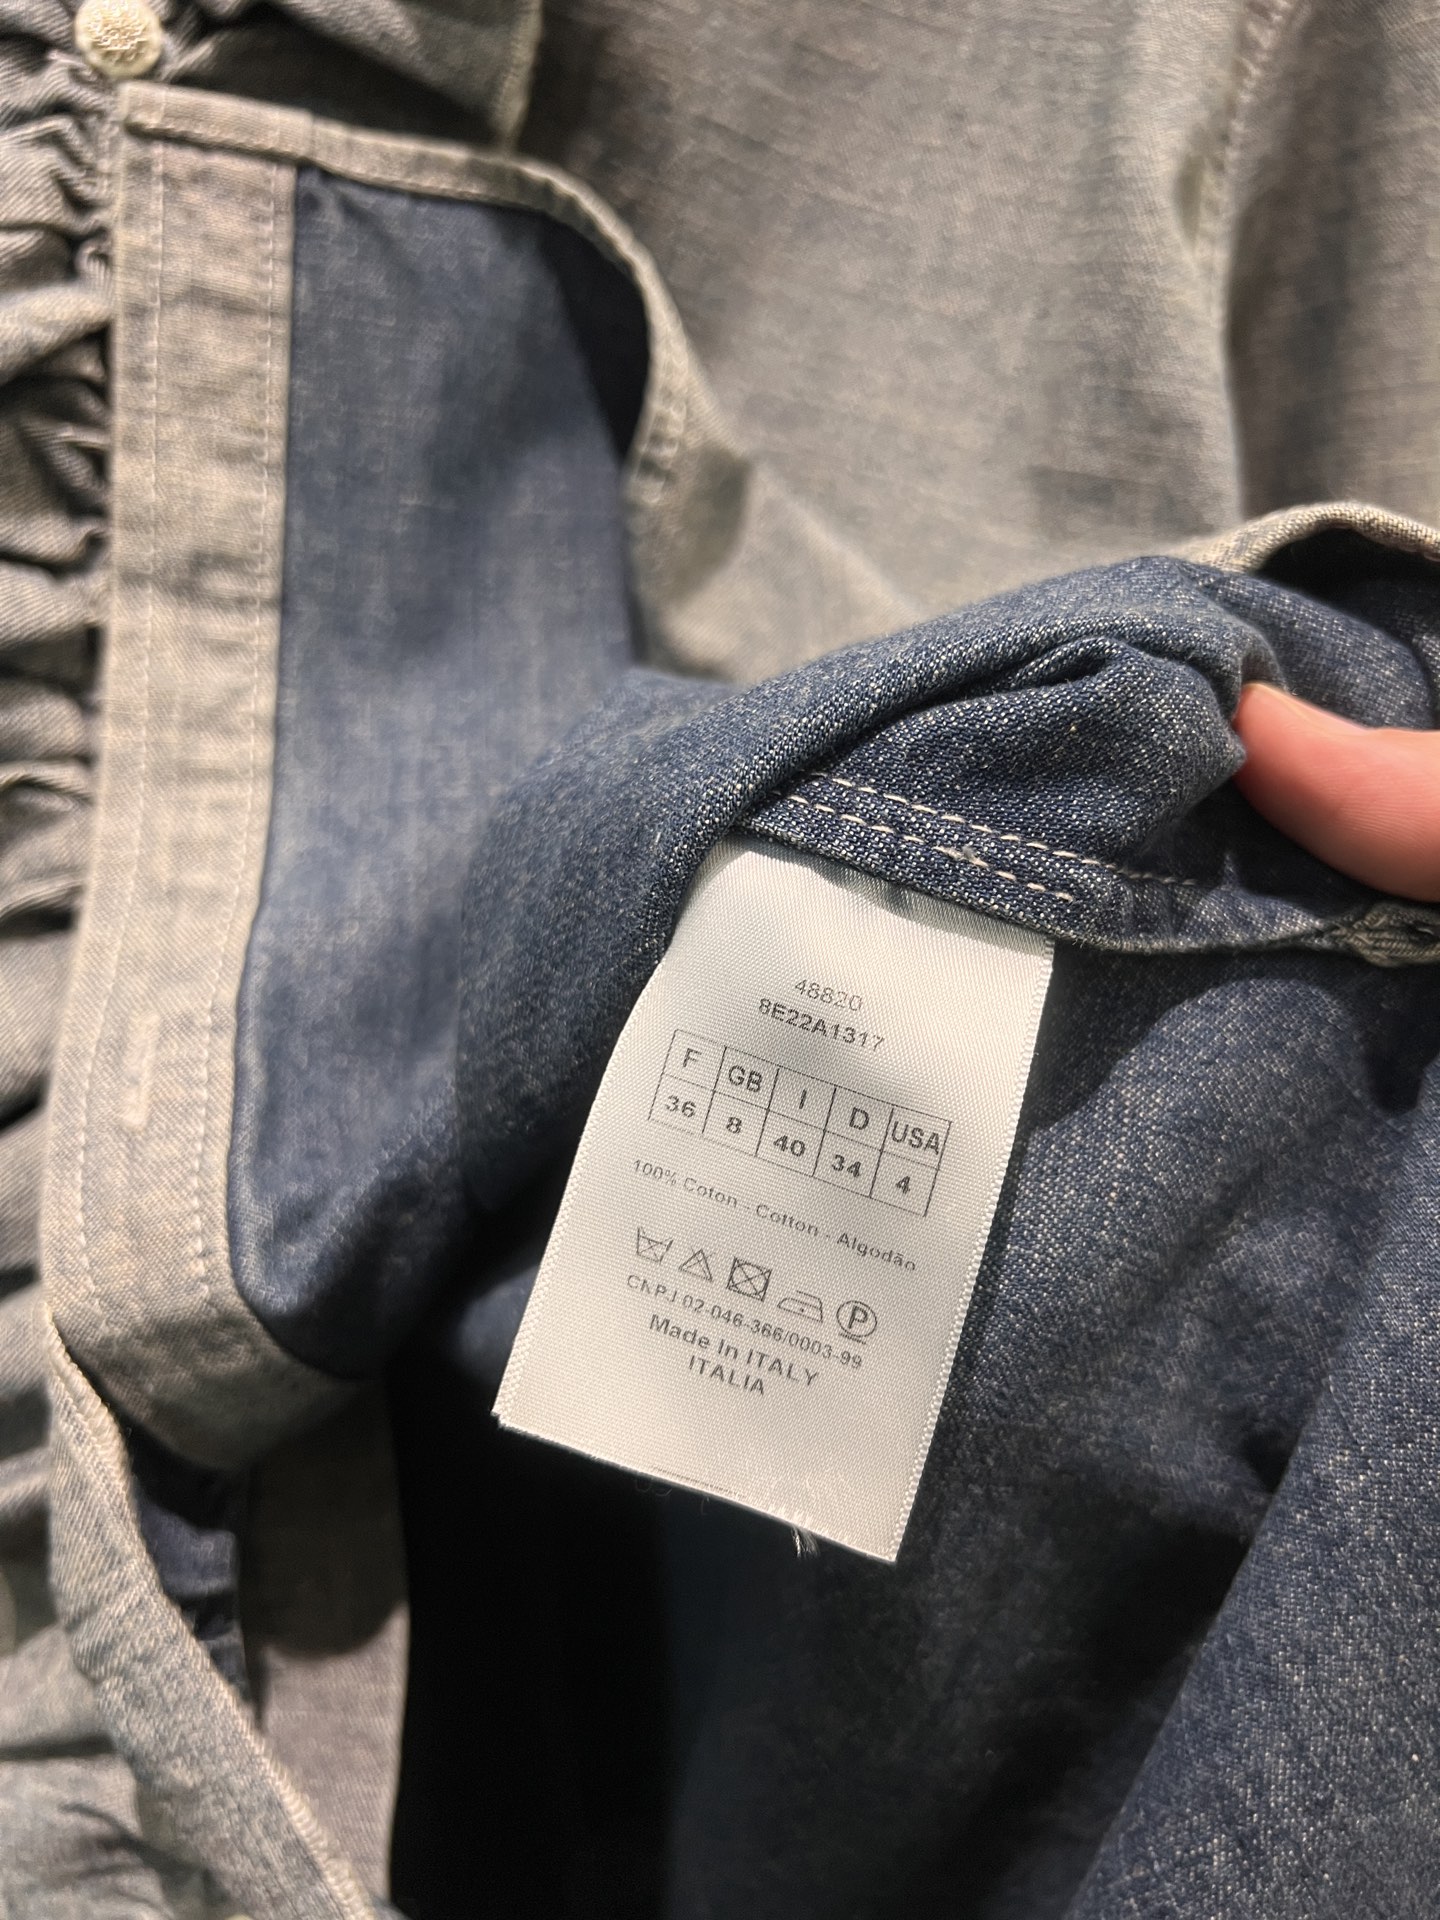 48820
8E22A1317
F GB I D USA
36 8 40 34 4
100% Coton - Cotton - Algodão
P
CNPJ 02-046-366/0003-99
Made In ITALY
ITALIA